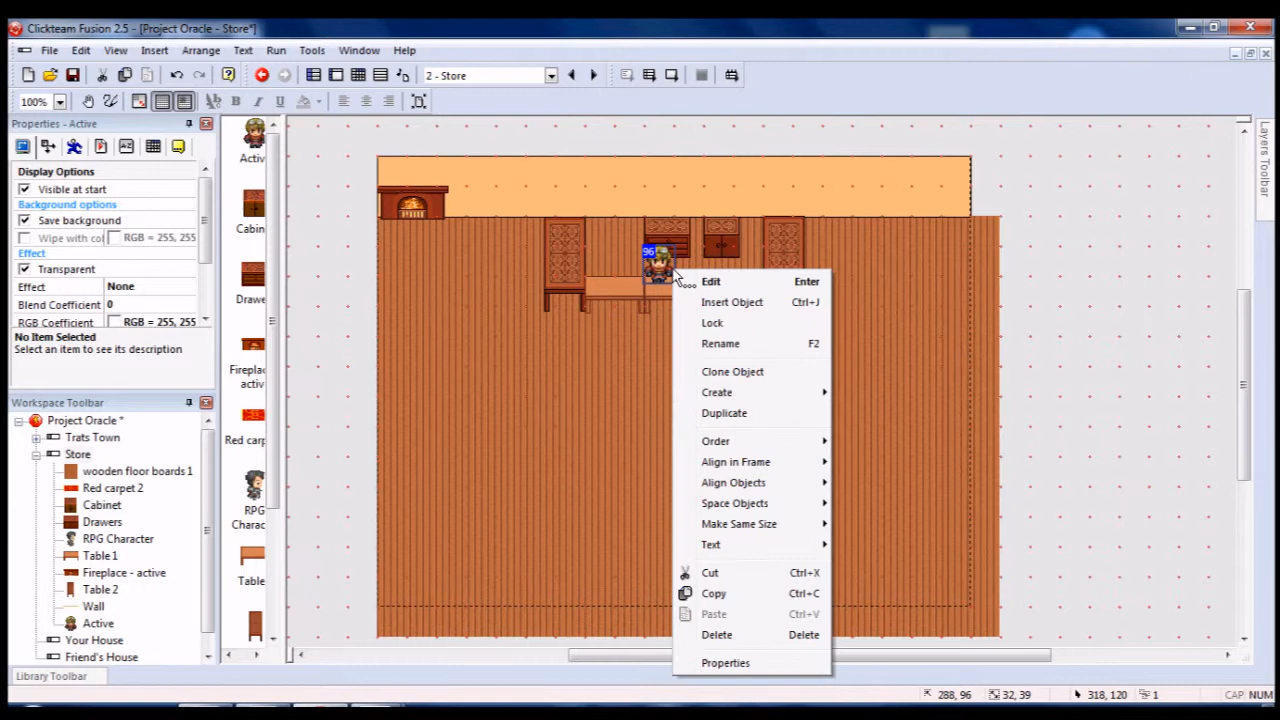 Clickteam Fusion 2.5 - [Project Oracle - Store*]
File Edit View Insert Arrange Text Run Tools Window Help
2 - Store
100%
B I U
Properties - Active
Display Options
Visible at start
Background options
Save background
Wipe with col RGB = 255, 255
Effect
Transparent
Effect None
Blend Coefficient 0
RGB Coefficient RGB = 255, 255
No Item Selected
Select an item to see its description
Workspace Toolbar
Project Oracle *
Trats Town
Store
wooden floor boards 1
Red carpet 2
Cabinet
Drawers
RPG Character
Table 1
Fireplace - active
Table 2
Wall
Active
Your House
Friend's House
Library Toolbar
Activ
Cabin
Drawe
Fireplac
activ
Red carp
RPG
Charac
Table
96
Edit Enter
Insert Object Ctrl+J
Lock
Rename F2
Clone Object
Create
Duplicate
Order
Align in Frame
Align Objects
Space Objects
Make Same Size
Text
Cut Ctrl+X
Copy Ctrl+C
Paste Ctrl+V
Delete Delete
Properties
Layers Toolbar
288, 96 32, 39 318, 120 1 CAP NUM